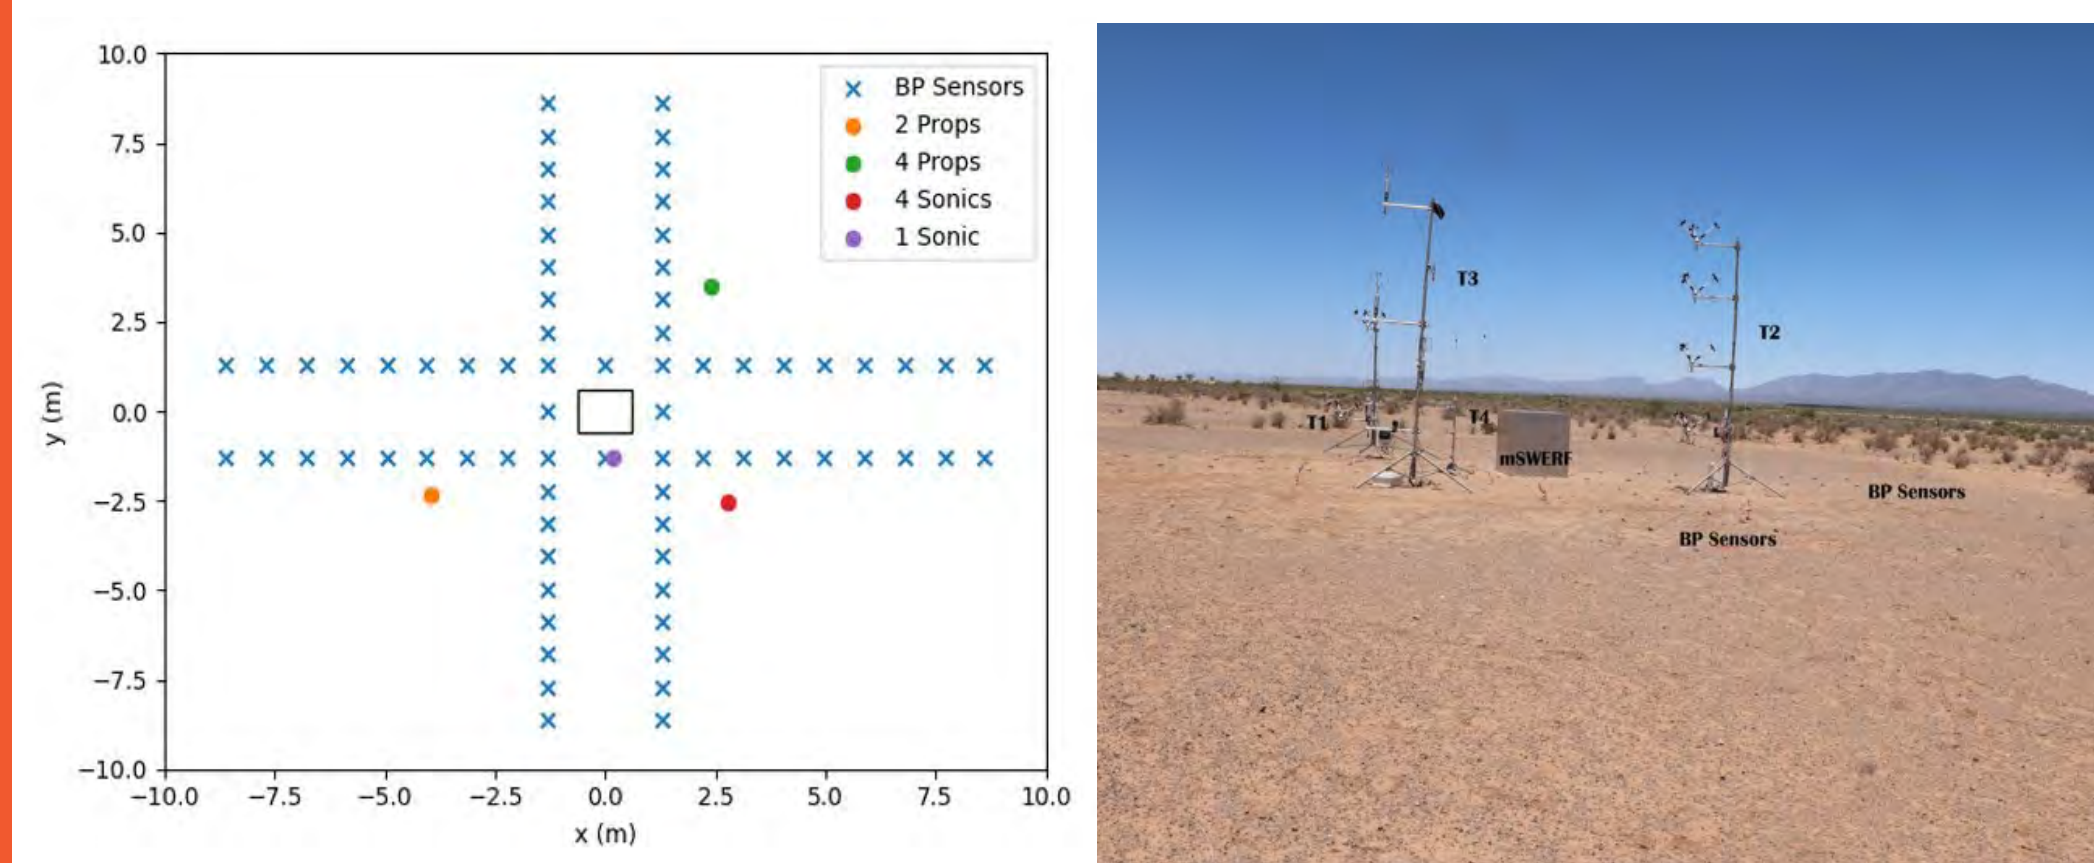 10.0
7.5
5.0
2.5
0.0
−2.5
−5.0
−7.5
−10.0
y (m)
BP Sensors
2 Props
4 Props
4 Sonics
1 Sonic
−10.0 −7.5 −5.0 −2.5 0.0 2.5 5.0 7.5 10.0
x (m)
T3
T2
T1
T4
mSWERF
BP Sensors
BP Sensors